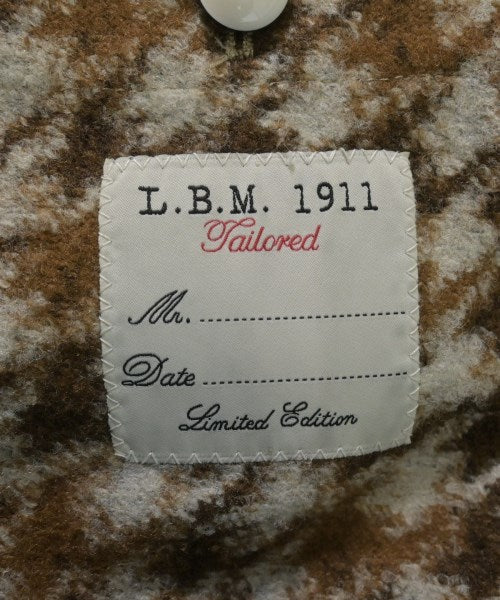 L.B.M. 1911
Tailored
Mr. ..............................
Date ..............................
Limited Edition